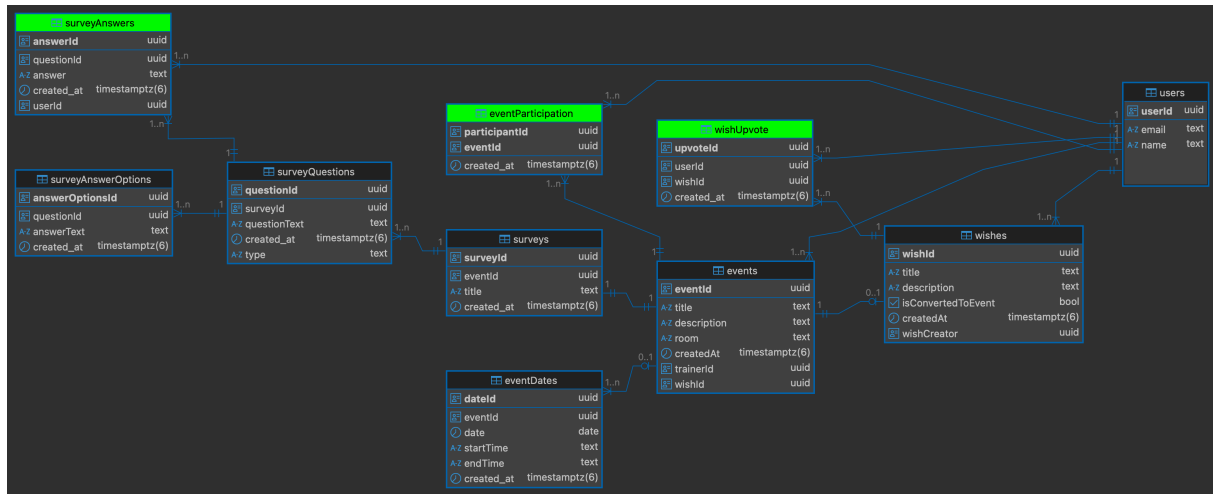 surveyAnswers
answerId uuid
questionId uuid
A-Z answer text
created_at timestamptz(6)
userId uuid
1..n
1..n
1
surveyAnswerOptions
answerOptionsId uuid
questionId uuid
A-Z answerText text
created_at timestamptz(6)
1..n
1
surveyQuestions
questionId uuid
surveyId uuid
A-Z questionText text
created_at timestamptz(6)
A-Z type text
1..n
1
eventParticipation
participantId uuid
eventId uuid
created_at timestamptz(6)
1..n
1..n
1
surveys
surveyId uuid
eventId uuid
A-Z title text
created_at timestamptz(6)
1
1
eventDates
dateId uuid
eventId uuid
date date
A-Z startTime text
A-Z endTime text
created_at timestamptz(6)
1..n
0..1
wishUpvote
upvoteId uuid
userId uuid
wishId uuid
created_at timestamptz(6)
1..n
1..n
1
events
eventId uuid
A-Z title text
A-Z description text
A-Z room text
createdAt timestamptz(6)
trainerId uuid
wishId uuid
1..n
1
0..1
wishes
wishId uuid
A-Z title text
A-Z description text
isConvertedToEvent bool
createdAt timestamptz(6)
wishCreator uuid
1..n
1
users
userId uuid
A-Z email text
A-Z name text
1
1